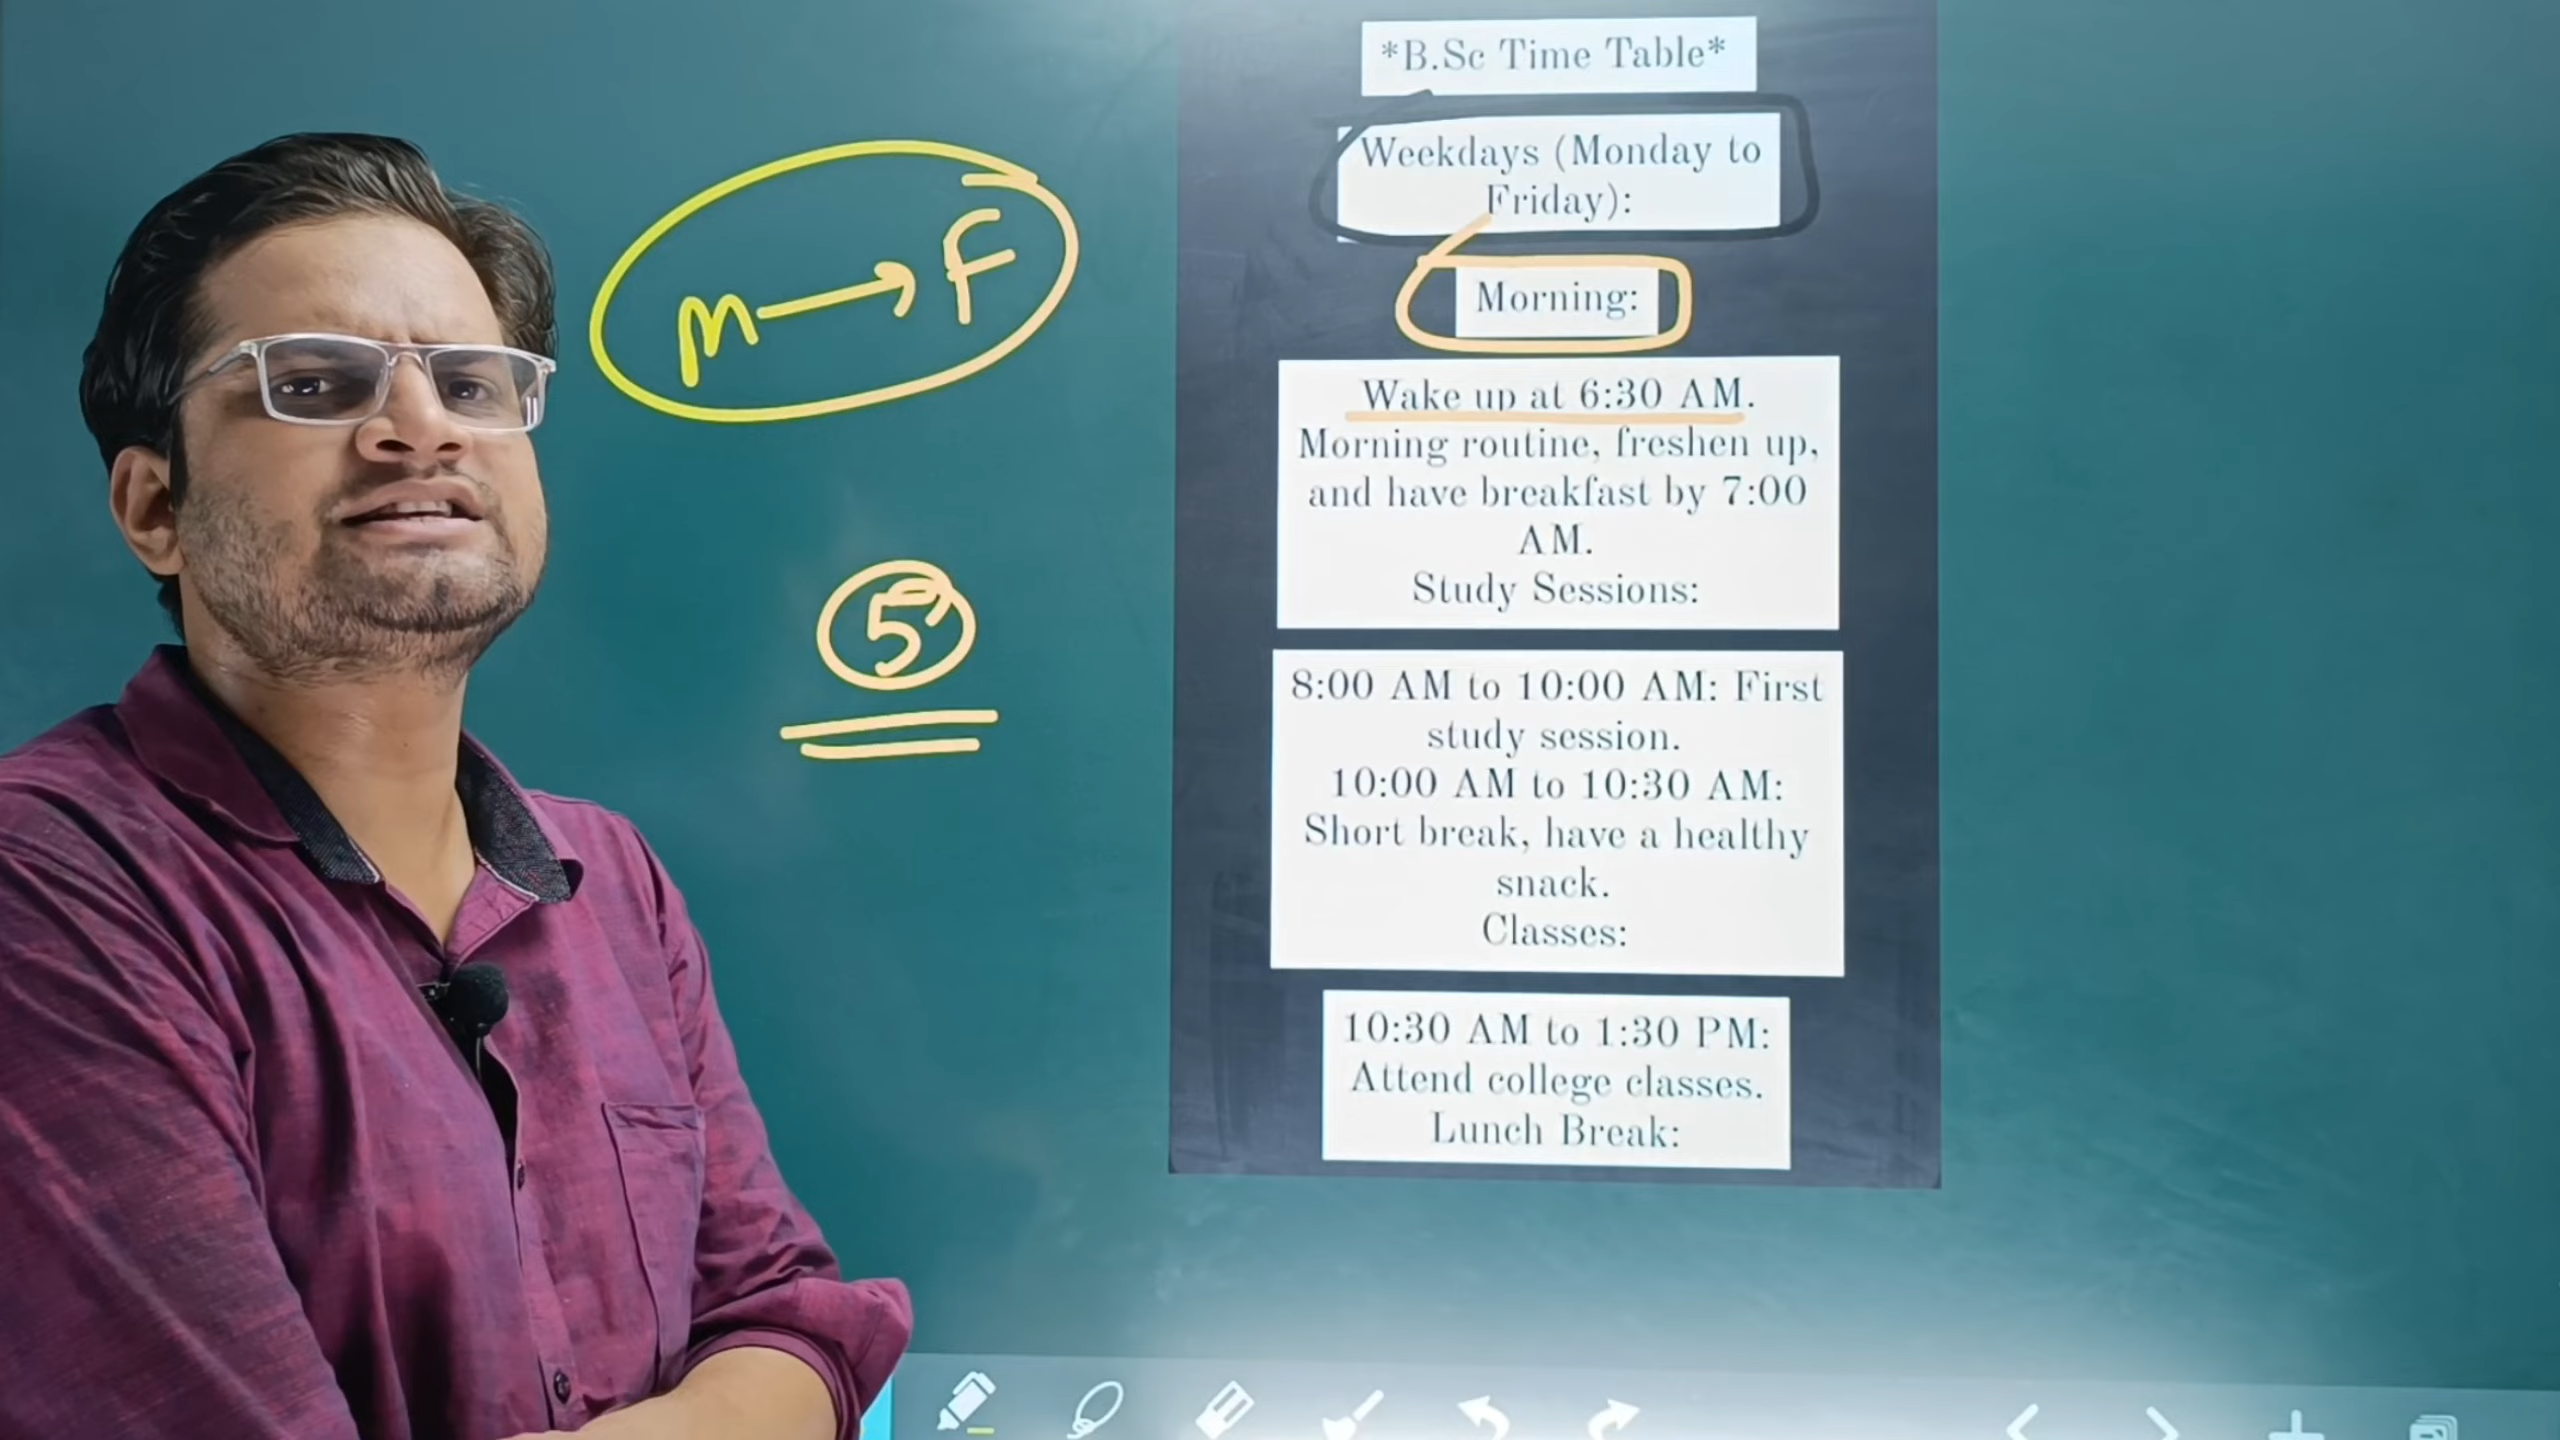 M → F
5
*B.Sc Time Table*
Weekdays (Monday to
Friday):
Morning:
Wake up at 6:30 AM.
Morning routine, freshen up,
and have breakfast by 7:00
AM.
Study Sessions:
8:00 AM to 10:00 AM: First
study session.
10:00 AM to 10:30 AM:
Short break, have a healthy
snack.
Classes:
10:30 AM to 1:30 PM:
Attend college classes.
Lunch Break: